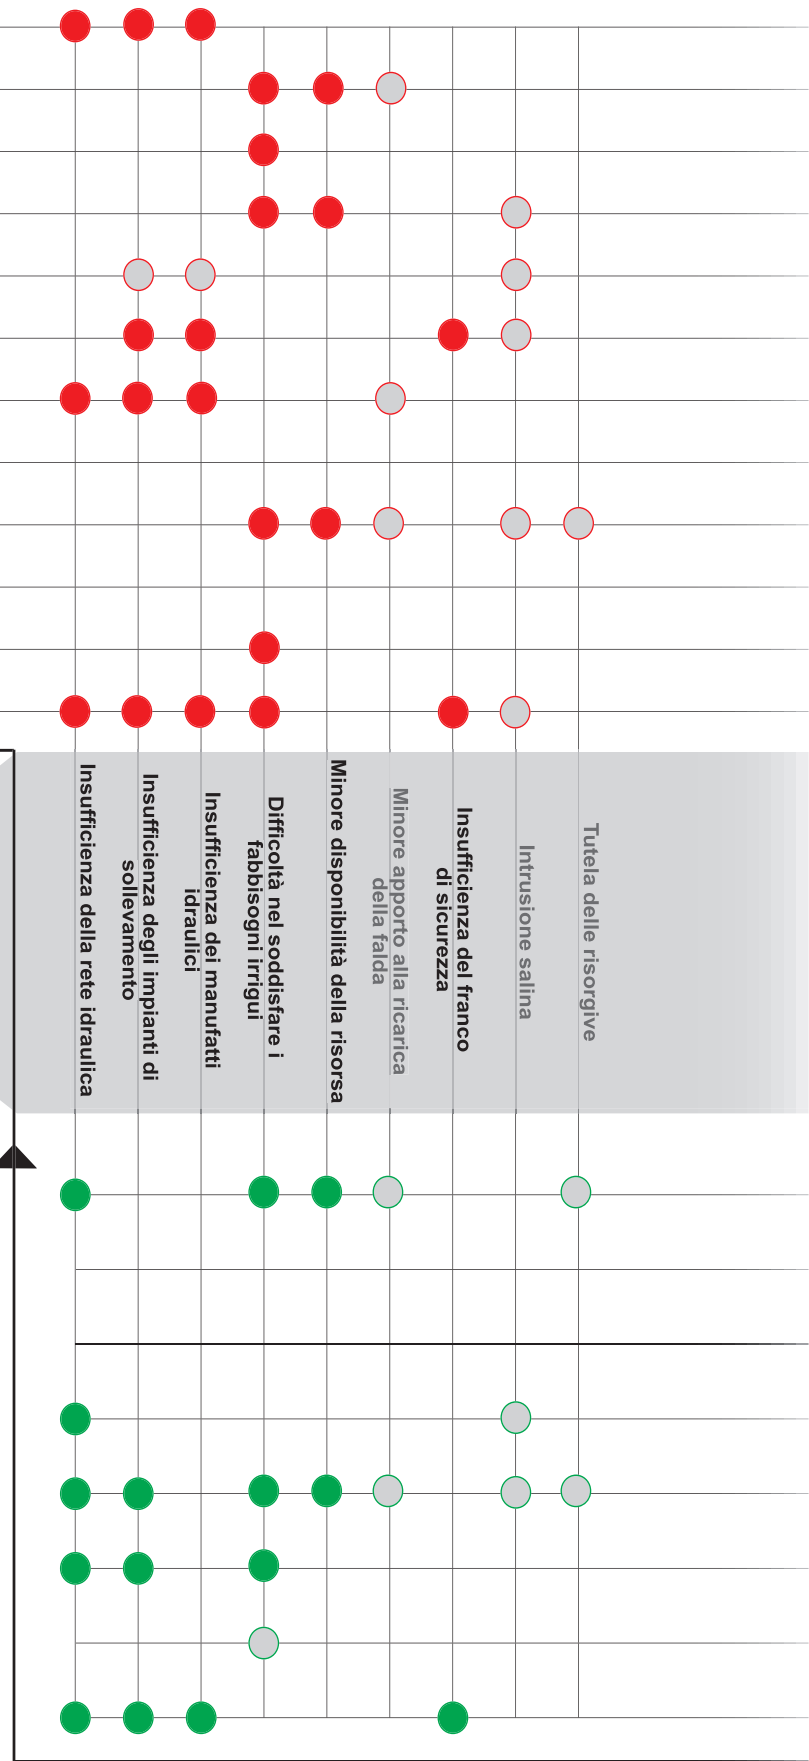 Insufficienza della rete idraulica
Insufficienza degli impianti di
sollevamento
Insufficienza dei manufatti
idraulici
Difficoltà nel soddisfare i
fabbisogni irrigui
Minore disponibilità della risorsa
Minore apporto alla ricarica
della falda
Insufficienza del franco
di sicurezza
Intrusione salina
Tutela delle risorgive